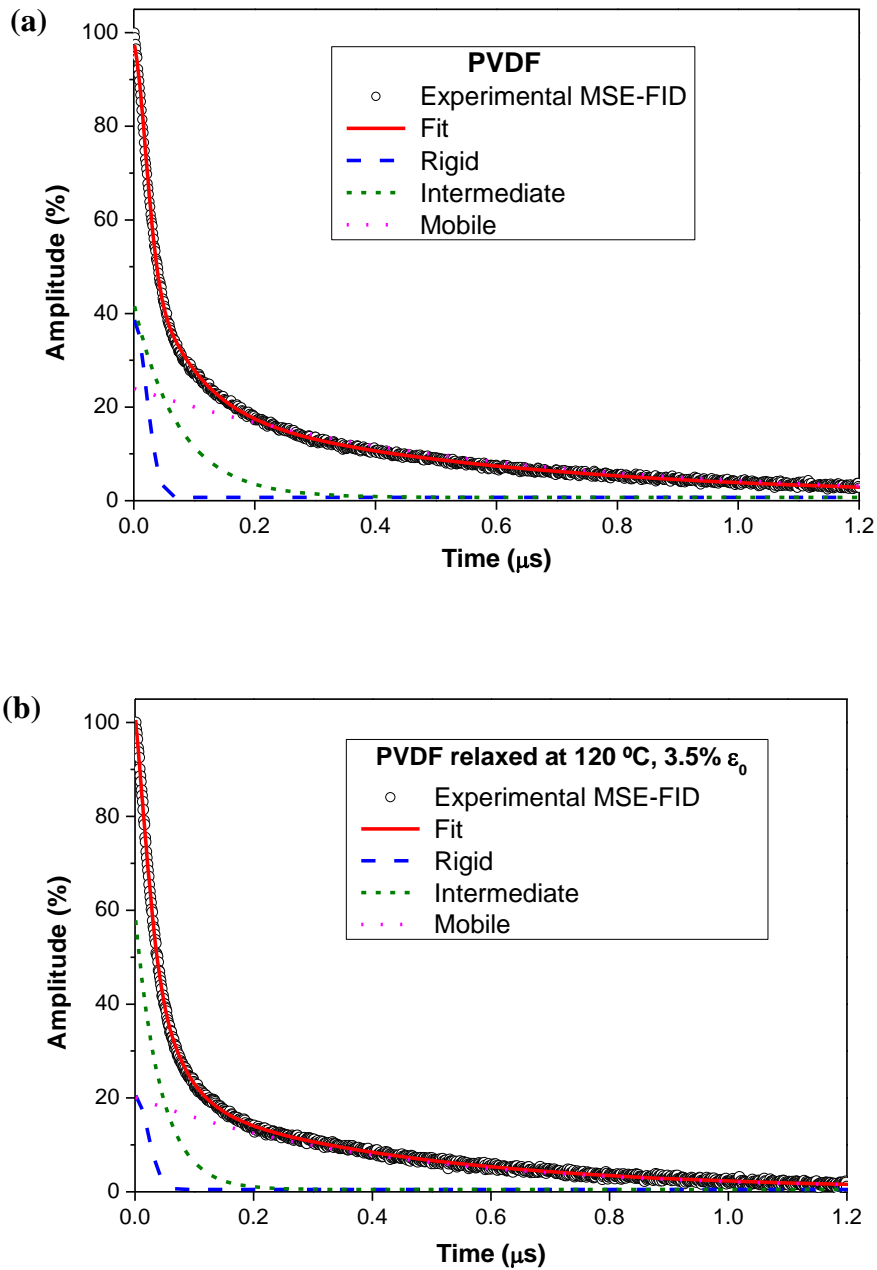 (a)
PVDF
Experimental MSE-FID
Fit
Rigid
Intermediate
Mobile
100
80
60
40
20
0
Amplitude (%)
0.0 0.2 0.4 0.6 0.8 1.0 1.2
Time (μs)
(b)
PVDF relaxed at 120 ºC, 3.5% ε0
Experimental MSE-FID
Fit
Rigid
Intermediate
Mobile
100
80
60
40
20
0
Amplitude (%)
0.0 0.2 0.4 0.6 0.8 1.0 1.2
Time (μs)